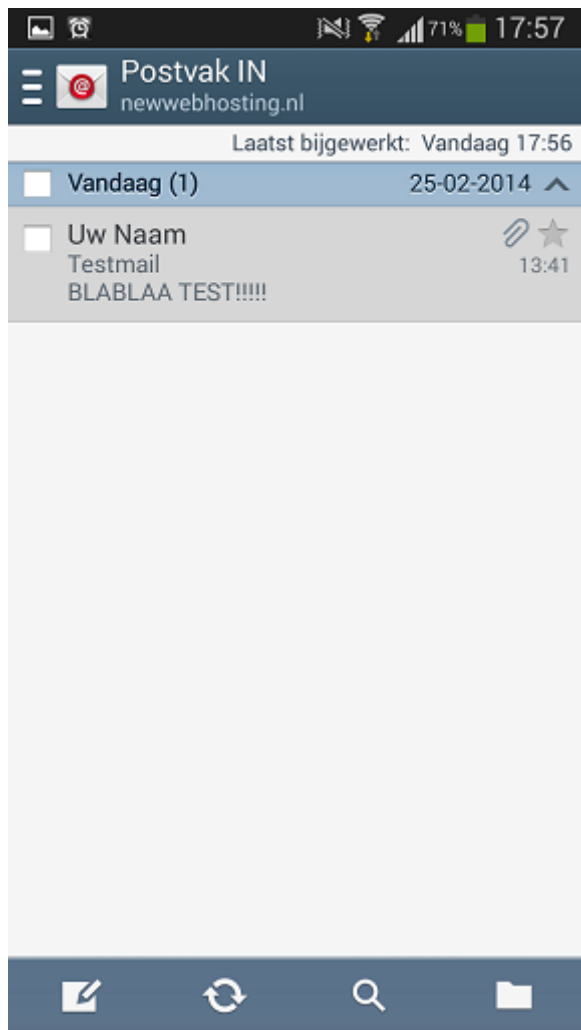 71% 17:57
Postvak IN
newwebhosting.nl
Laatst bijgewerkt: Vandaag 17:56
Vandaag (1) 25-02-2014
Uw Naam
Testmail 13:41
BLABLAA TEST!!!!!